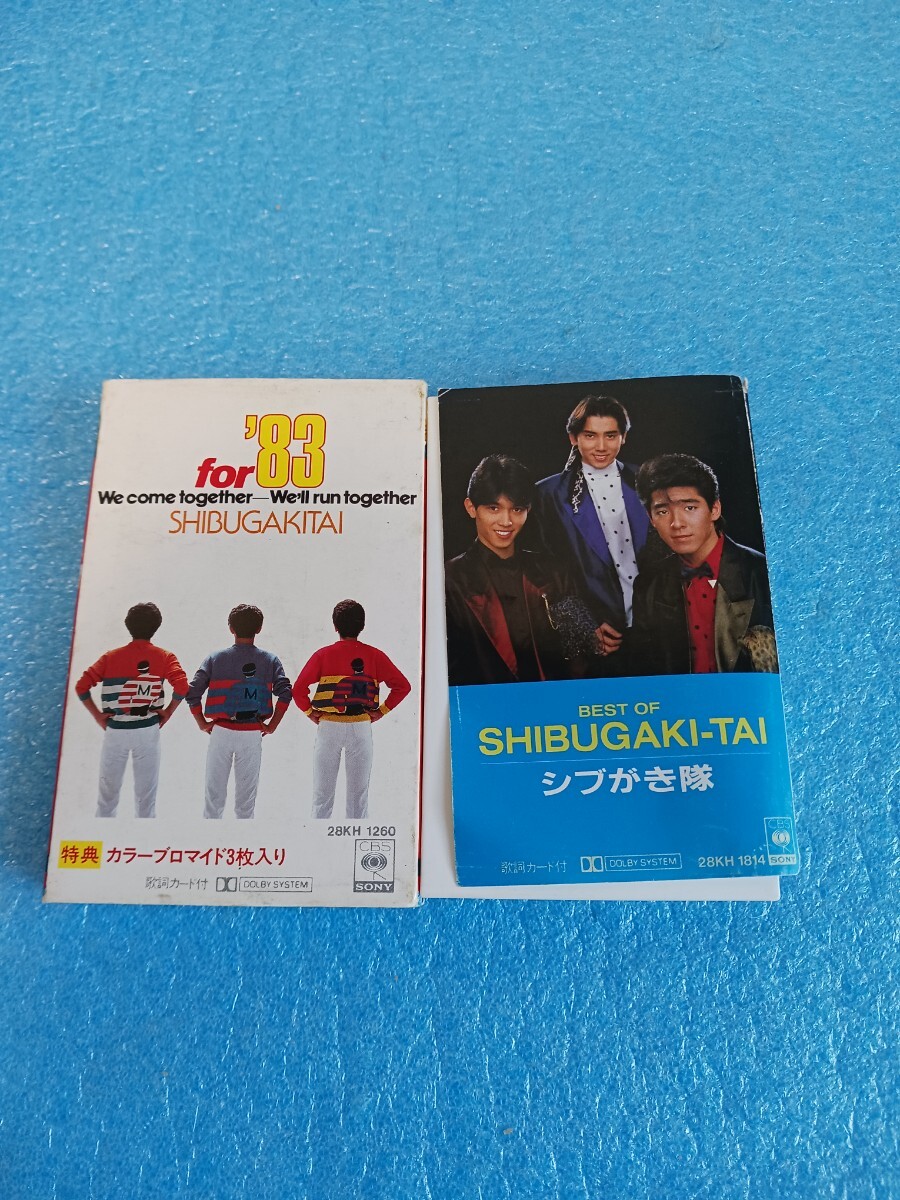 for '83
We come together—We'll run together
SHIBUGAKITAI
M
M
M
28KH 1260
特典 カラーブロマイド3枚入り
歌詞カード付 DOLBY SYSTEM
CBS
SONY
BEST OF
SHIBUGAKI-TAI
シブがき隊
歌詞カード付 DOLBY SYSTEM 28KH 1814
CBS
SONY